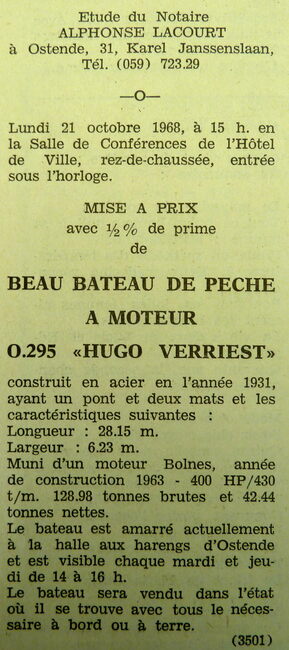 Etude du Notaire
ALPHONSE LACOURT
à Ostende, 31, Karel Janssenslaan,
Tél. (059) 723.29
—O—
Lundi 21 octobre 1968, à 15 h. en
la Salle de Conférences de l'Hôtel
de Ville, rez-de-chaussée, entrée
sous l'horloge.
MISE A PRIX
avec ½% de prime
de
BEAU BATEAU DE PECHE
A MOTEUR
O.295 «HUGO VERRIEST»
construit en acier en l'année 1931,
ayant un pont et deux mats et les
caractéristiques suivantes :
Longueur : 28.15 m.
Largeur : 6.23 m.
Muni d'un moteur Bolnes, année
de construction 1963 - 400 HP/430
t/m. 128.98 tonnes brutes et 42.44
tonnes nettes.
Le bateau est amarré actuellement
à la halle aux harengs d'Ostende
et est visible chaque mardi et jeu-
di de 14 à 16 h.
Le bateau sera vendu dans l'état
où il se trouve avec tous le néces-
saire à bord ou à terre.
(3501)